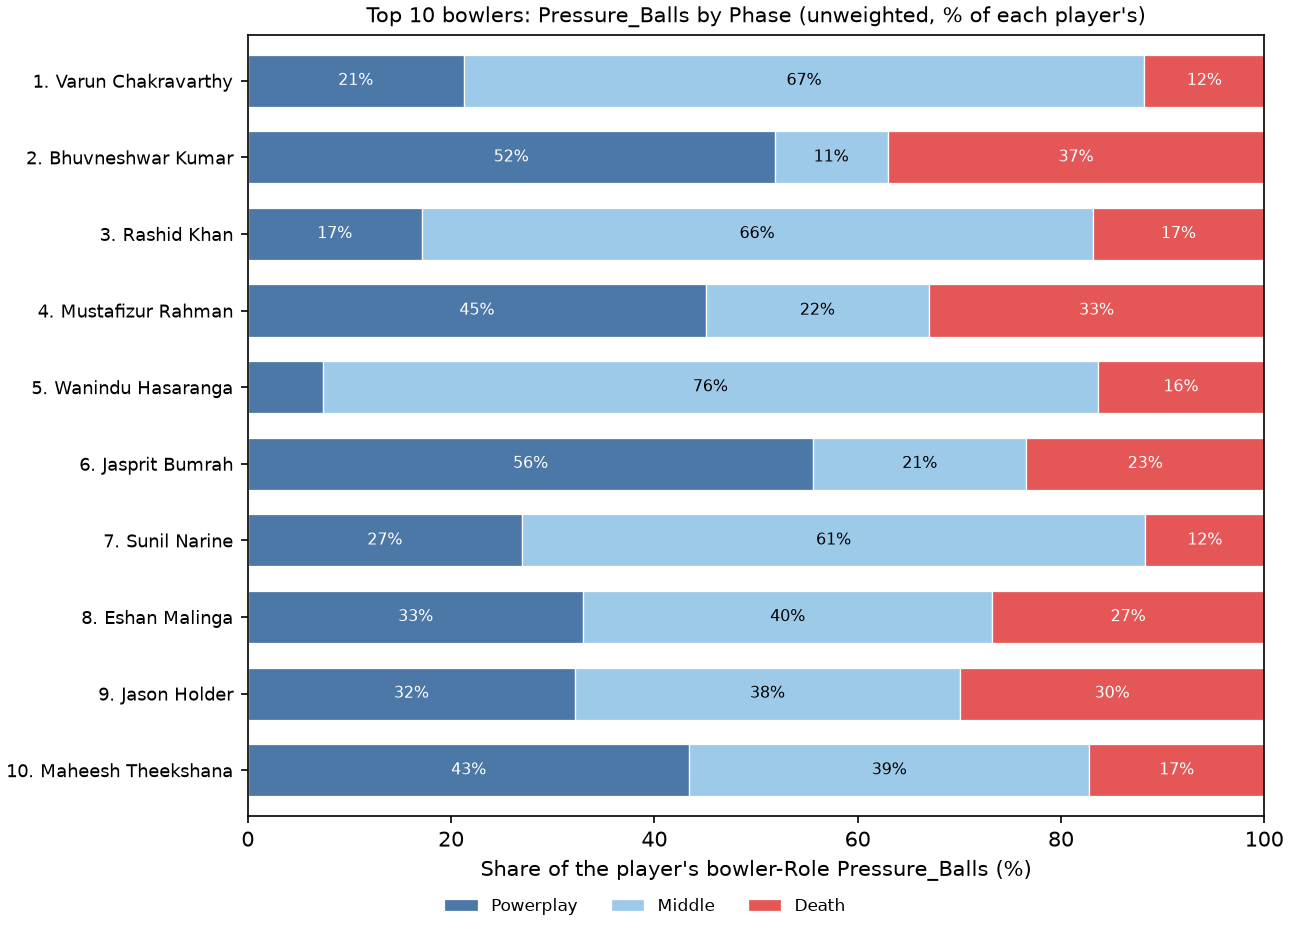 Top 10 bowlers: Pressure_Balls by Phase (unweighted, % of each player's)
1. Varun Chakravarthy 21% 67% 12%
2. Bhuvneshwar Kumar 52% 11% 37%
3. Rashid Khan 17% 66% 17%
4. Mustafizur Rahman 45% 22% 33%
5. Wanindu Hasaranga 76% 16%
6. Jasprit Bumrah 56% 21% 23%
7. Sunil Narine 27% 61% 12%
8. Eshan Malinga 33% 40% 27%
9. Jason Holder 32% 38% 30%
10. Maheesh Theekshana 43% 39% 17%
0 20 40 60 80 100
Share of the player's bowler-Role Pressure_Balls (%)
Powerplay Middle Death